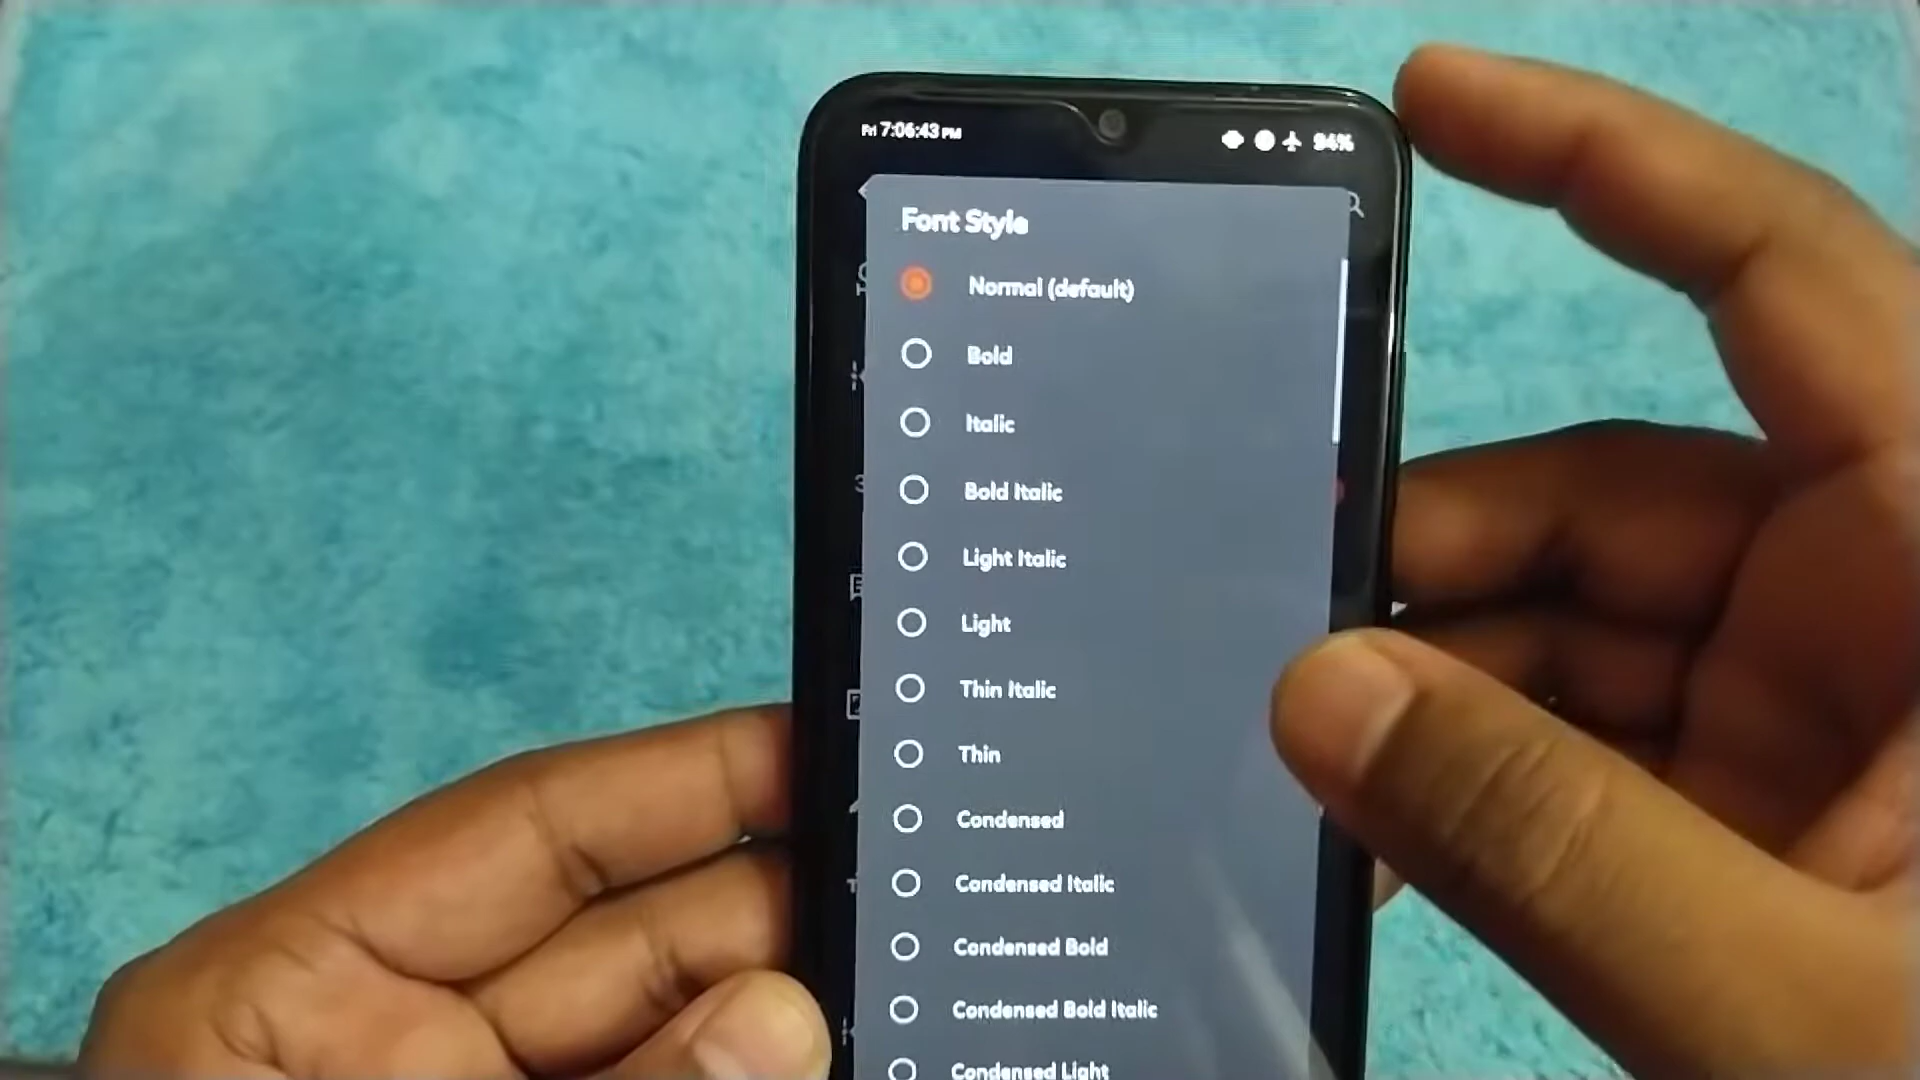 Fri 7:06:43 PM
94%
Font Style
Normal (default)
Bold
Italic
Bold Italic
Light Italic
Light
Thin Italic
Thin
Condensed
Condensed Italic
Condensed Bold
Condensed Bold Italic
Condensed Light